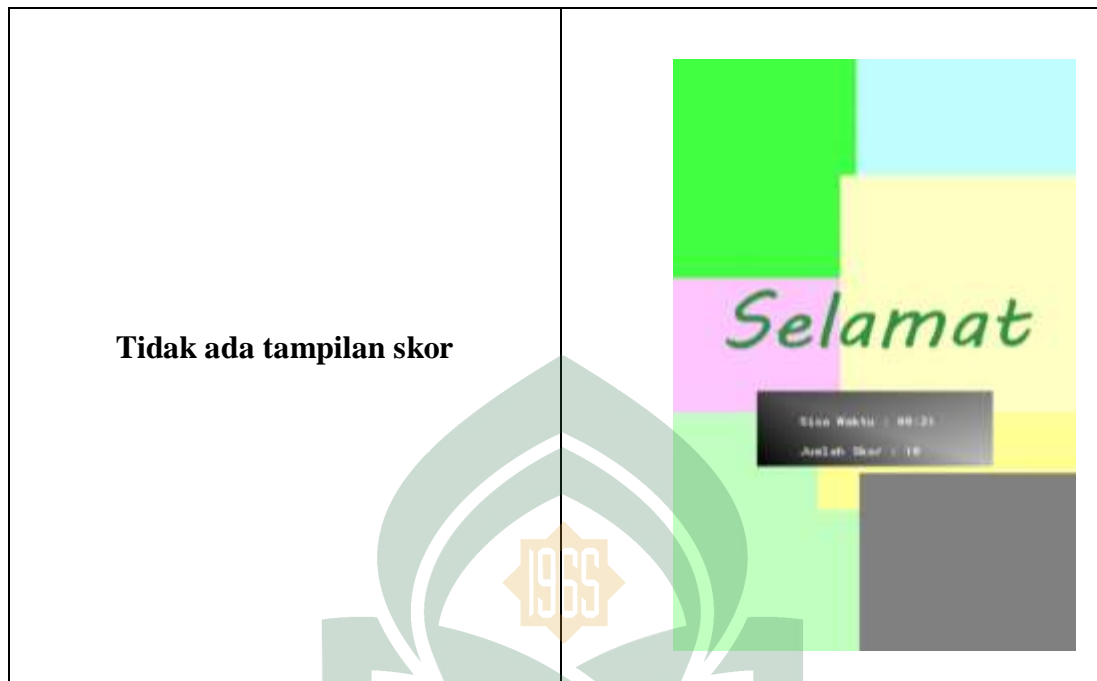 Tidak ada tampilan skor
Selamat
Sisa Waktu : 00:21
Jumlah Skor : 10
1965